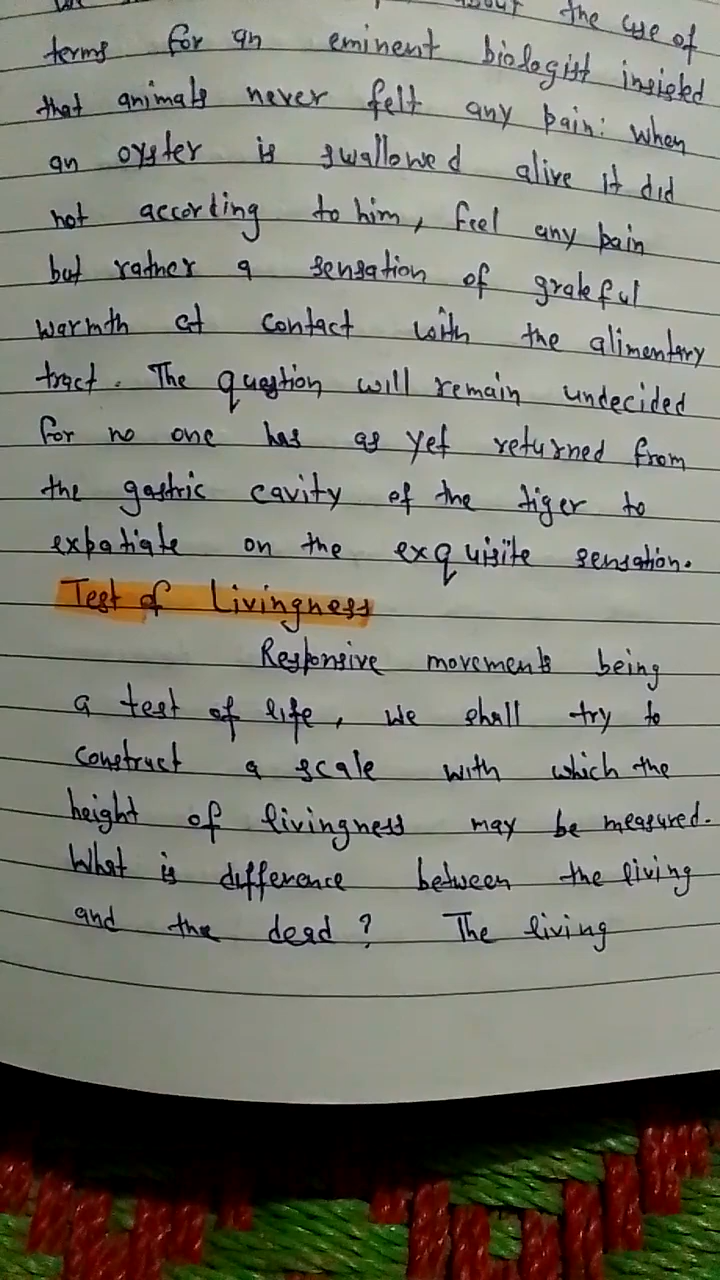 about the use of
terms for an eminent biologist insisted
that animals never felt any pain: when
an oyster is swallowed alive it did
not according to him, feel any pain
but rather a sensation of grateful
warmth at contact with the alimentary
tract. The question will remain undecided
for no one has as yet returned from
the gastric cavity of the tiger to
expatiate on the exquisite sensation.
Test of Livingness
Responsive movements being
a test of life, we shall try to
construct a scale with which the
height of livingness may be measured.
What is difference between the living
and the dead? The living